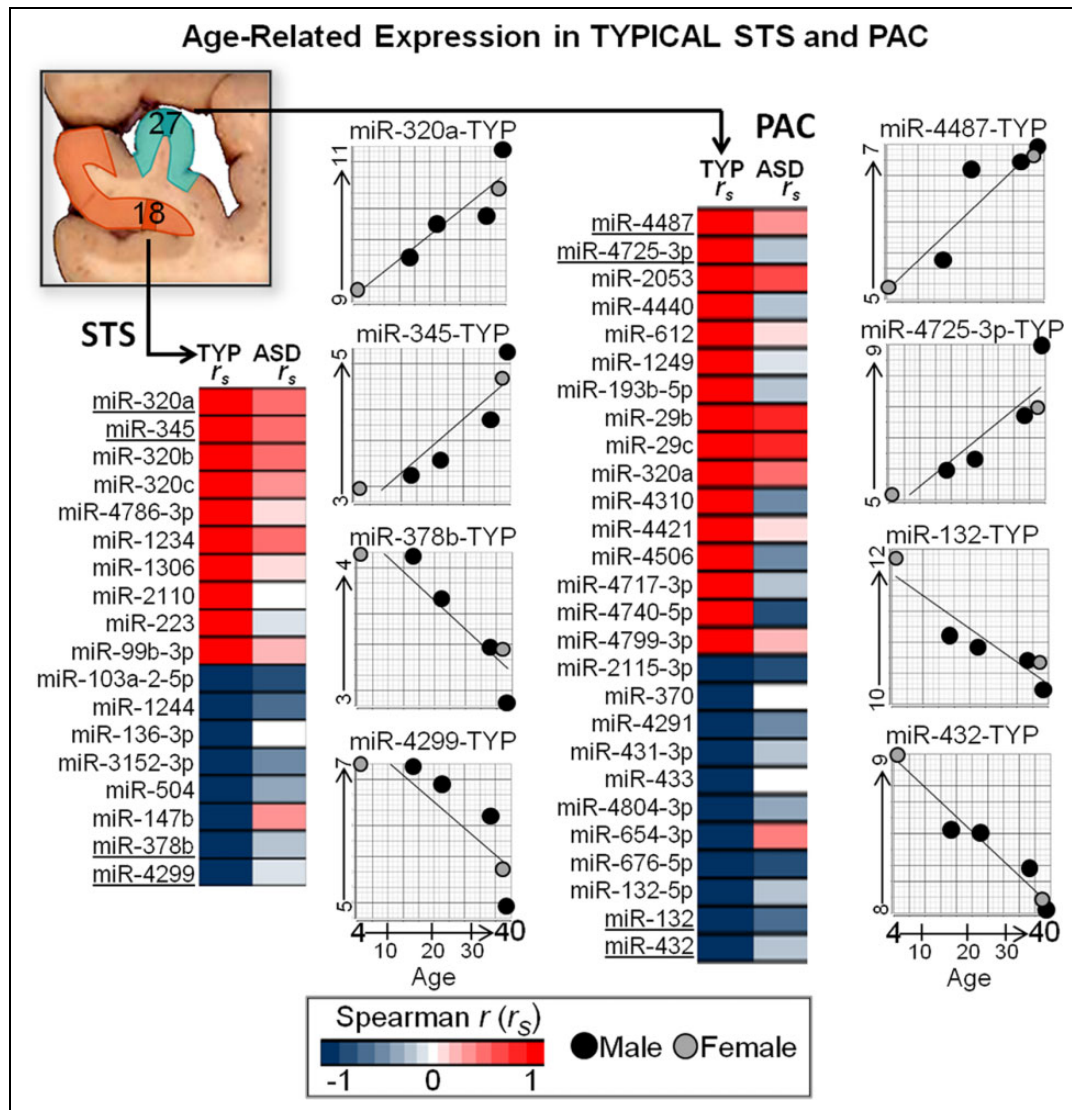 Age-Related Expression in TYPICAL STS and PAC
27
18
STS
TYP ASD
rs rs
miR-320a
miR-345
miR-320b
miR-320c
miR-4786-3p
miR-1234
miR-1306
miR-2110
miR-223
miR-99b-3p
miR-103a-2-5p
miR-1244
miR-136-3p
miR-3152-3p
miR-504
miR-147b
miR-378b
miR-4299
miR-320a-TYP
11
9
miR-345-TYP
5
3
miR-378b-TYP
4
3
miR-4299-TYP
7
5
4 10 20 30 40
Age
PAC
TYP ASD
rs rs
miR-4487
miR-4725-3p
miR-2053
miR-4440
miR-612
miR-1249
miR-193b-5p
miR-29b
miR-29c
miR-320a
miR-4310
miR-4421
miR-4506
miR-4717-3p
miR-4740-5p
miR-4799-3p
miR-2115-3p
miR-370
miR-4291
miR-431-3p
miR-433
miR-4804-3p
miR-654-3p
miR-676-5p
miR-132-5p
miR-132
miR-432
miR-4487-TYP
7
5
miR-4725-3p-TYP
9
5
miR-132-TYP
12
10
miR-432-TYP
9
8
4 10 20 30 40
Age
Spearman r (rS)
-1 0 1
Male Female